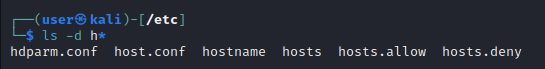 ┌──(user㉿kali)-[/etc]
└─$ ls -d h*
hdparm.conf  host.conf  hostname  hosts  hosts.allow  hosts.deny